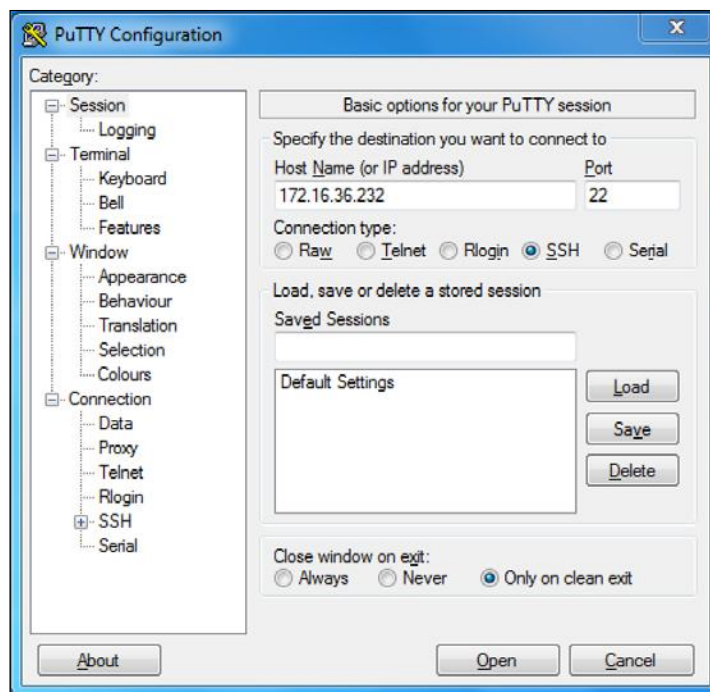 PuTTY Configuration
X
Category:
Session
Logging
Terminal
Keyboard
Bell
Features
Window
Appearance
Behaviour
Translation
Selection
Colours
Connection
Data
Proxy
Telnet
Rlogin
SSH
Serial
Basic options for your PuTTY session
Specify the destination you want to connect to
Host Name (or IP address) Port
172.16.36.232 22
Connection type:
Raw Telnet Rlogin SSH Serial
Load, save or delete a stored session
Saved Sessions
Default Settings
Load
Save
Delete
Close window on exit:
Always Never Only on clean exit
About Open Cancel